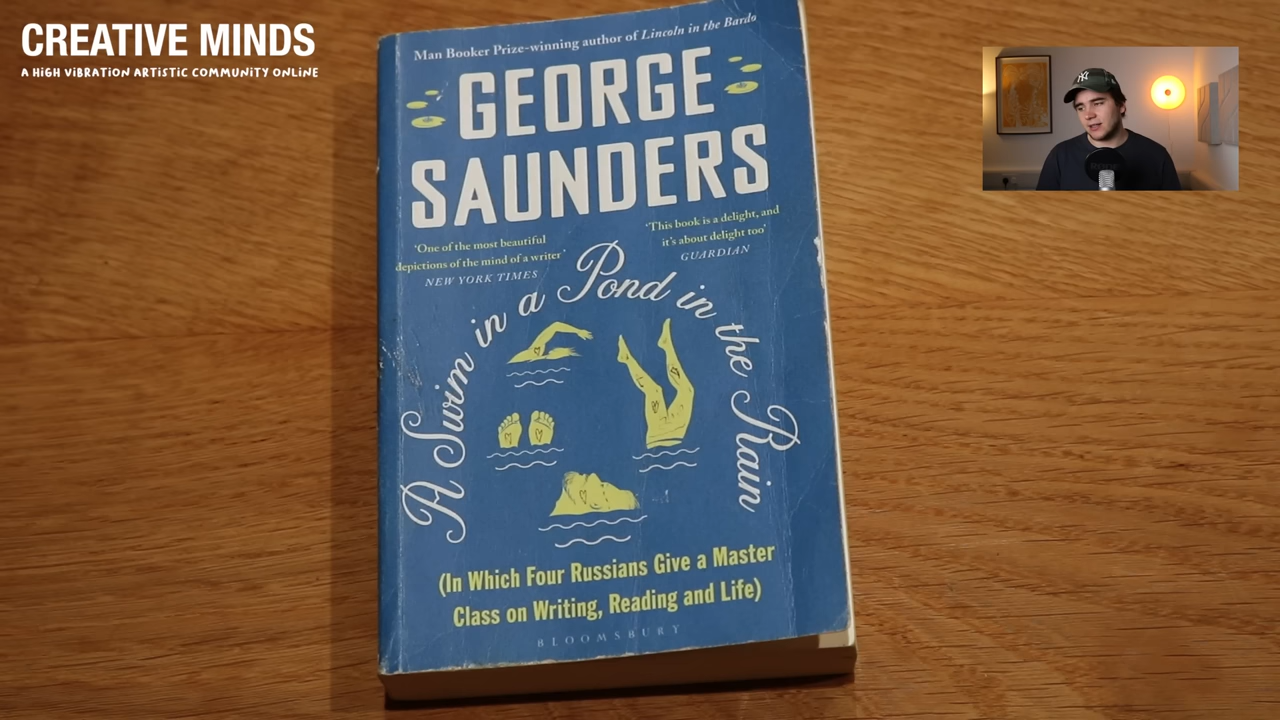 CREATIVE MINDS
A HIGH VIBRATION ARTISTIC COMMUNITY ONLINE
Man Booker Prize-winning author of Lincoln in the Bardo
GEORGE
SAUNDERS
'One of the most beautiful
depictions of the mind of a writer'
NEW YORK TIMES
'This book is a delight, and
it's about delight too'
GUARDIAN
A Swim in a Pond in the Rain
(In Which Four Russians Give a Master
Class on Writing, Reading and Life)
BLOOMSBURY